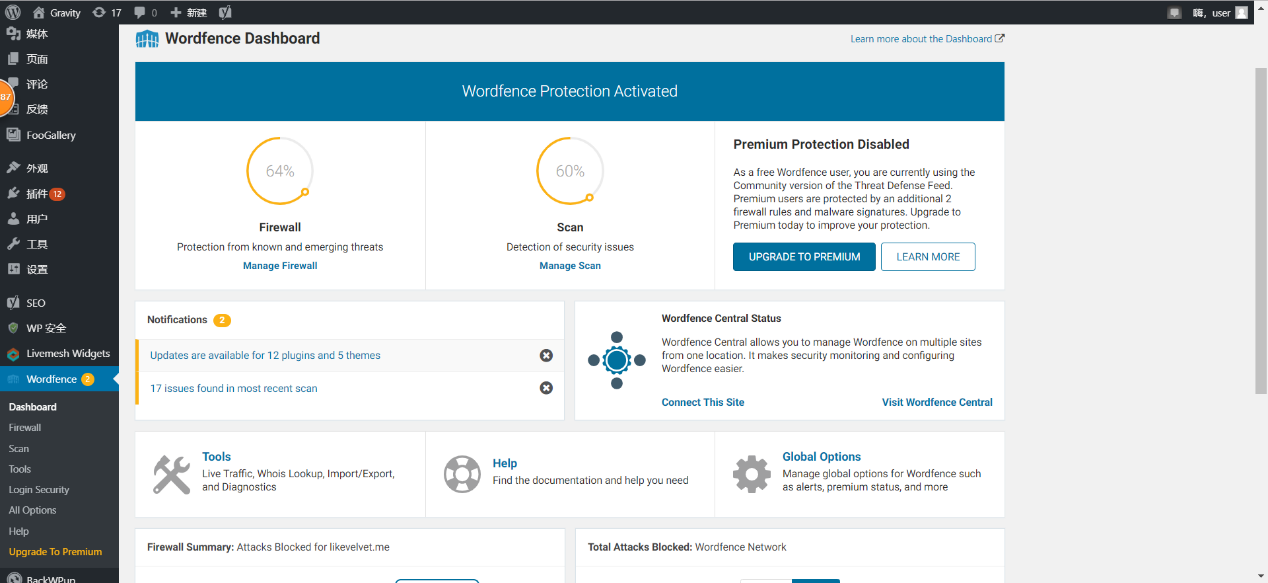 Gravity 17 0 新建 嗨，user
媒体
页面
评论
87
反馈
FooGallery
外观
插件 12
用户
工具
设置
SEO
WP 安全
Livemesh Widgets
Wordfence 2
Dashboard
Firewall
Scan
Tools
Login Security
All Options
Help
Upgrade To Premium
BackWPup
Wordfence Dashboard
Learn more about the Dashboard
Wordfence Protection Activated
64%
Firewall
Protection from known and emerging threats
Manage Firewall
60%
Scan
Detection of security issues
Manage Scan
Premium Protection Disabled
As a free Wordfence user, you are currently using the
Community version of the Threat Defense Feed.
Premium users are protected by an additional 2
firewall rules and malware signatures. Upgrade to
Premium today to improve your protection.
UPGRADE TO PREMIUM
LEARN MORE
Notifications 2
Updates are available for 12 plugins and 5 themes
17 issues found in most recent scan
Wordfence Central Status
Wordfence Central allows you to manage Wordfence on multiple sites
from one location. It makes security monitoring and configuring
Wordfence easier.
Connect This Site
Visit Wordfence Central
Tools
Live Traffic, Whois Lookup, Import/Export,
and Diagnostics
Help
Find the documentation and help you need
Global Options
Manage global options for Wordfence such
as alerts, premium status, and more
Firewall Summary: Attacks Blocked for likevelvet.me
Total Attacks Blocked: Wordfence Network